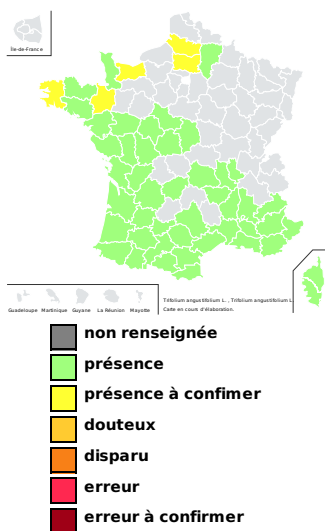 Île-de-France
Guadeloupe Martinique Guyane La Réunion Mayotte
Trifolium angustifolium L. , Trifolium angustifolium L
Carte en cours d'élaboration.
non renseignée
présence
présence à confimer
douteux
disparu
erreur
erreur à confirmer